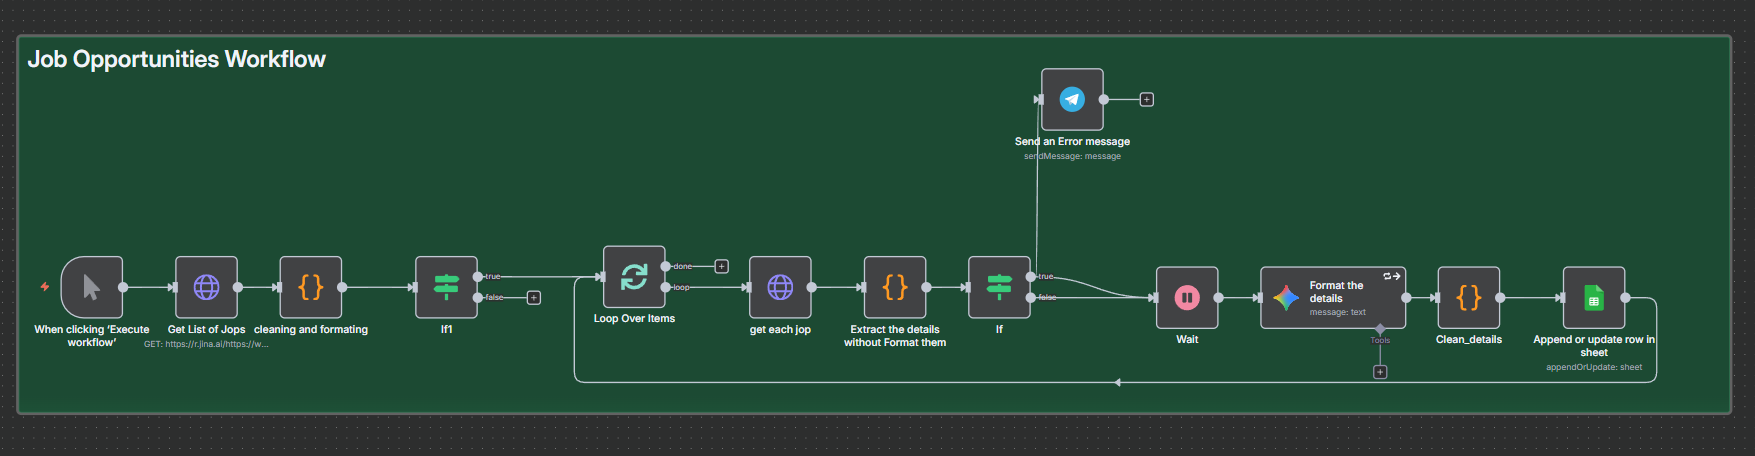 Job Opportunities Workflow
Send an Error message
sendMessage: message
When clicking ‘Execute
workflow’
Get List of Jops
GET: https://r.jina.ai/https://w...
cleaning and formating
true
false
If1
done
loop
Loop Over Items
get each jop
Extract the details
without Format them
true
false
If
Wait
Format the
details
message: text
Tools
Clean_details
Append or update row in
sheet
appendOrUpdate: sheet